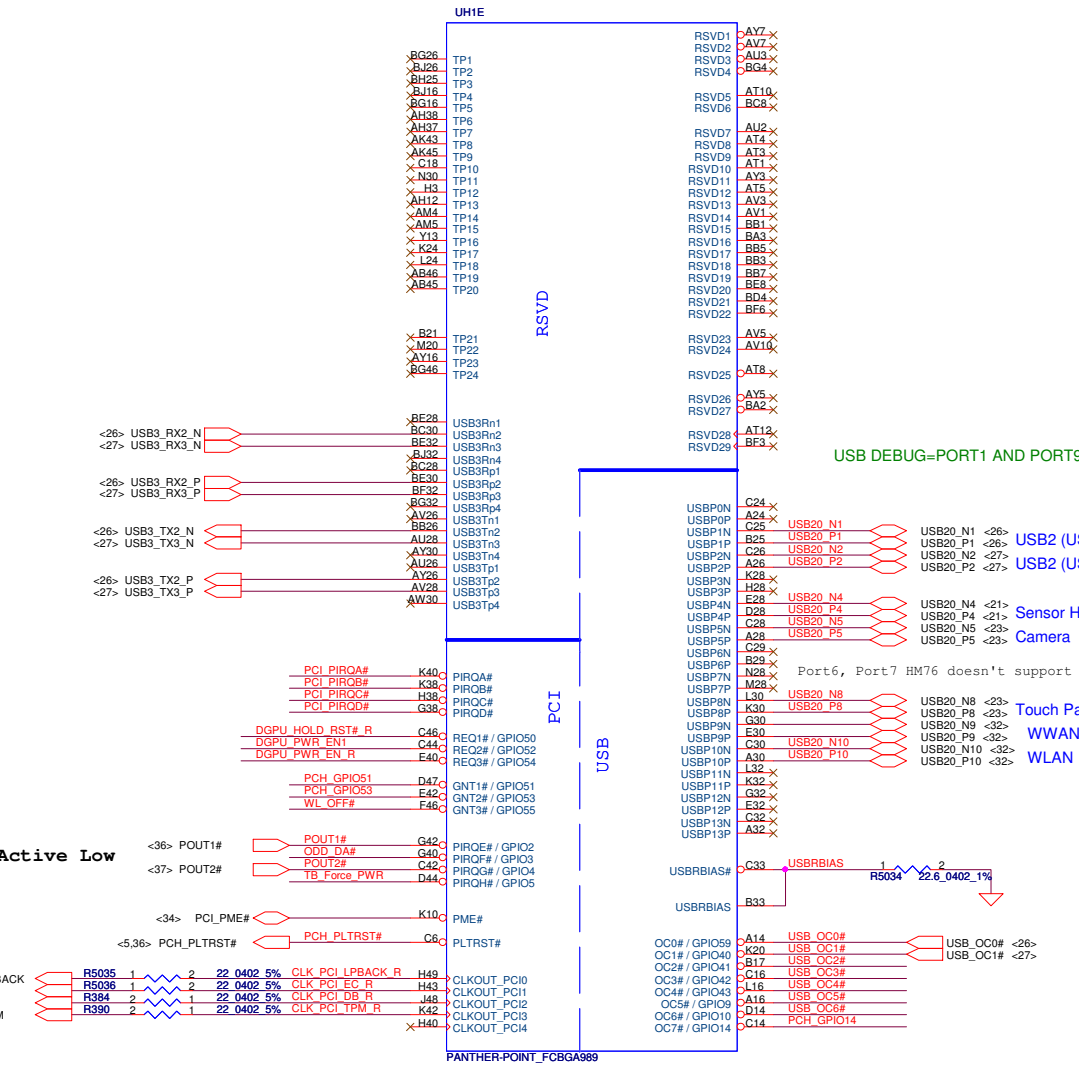 UH1E
BG26 TP1
BJ26 TP2
BH25 TP3
BJ16 TP4
BG16 TP5
AH38 TP6
AH37 TP7
AK43 TP8
AK45 TP9
C18 TP10
N30 TP11
H3 TP12
AH12 TP13
AM4 TP14
AM5 TP15
Y13 TP16
K24 TP17
L24 TP18
AB46 TP19
AB45 TP20
B21 TP21
M20 TP22
AY16 TP23
BG46 TP24
RSVD
RSVD1 AY7
RSVD2 AV7
RSVD3 AU3
RSVD4 BG4
RSVD5 AT10
RSVD6 BC8
RSVD7 AU2
RSVD8 AT4
RSVD9 AT3
RSVD10 AT1
RSVD11 AY3
RSVD12 AT5
RSVD13 AV3
RSVD14 AV1
RSVD15 BB1
RSVD16 BA3
RSVD17 BB5
RSVD18 BB3
RSVD19 BB7
RSVD20 BE8
RSVD21 BD4
RSVD22 BF6
RSVD23 AV5
RSVD24 AV10
RSVD25 AT8
RSVD26 AY5
RSVD27 BA2
RSVD28 AT12
RSVD29 BF3
BE28 USB3Rn1
<26> USB3_RX2_N BC30 USB3Rn2
<27> USB3_RX3_N BE32 USB3Rn3
BJ32 USB3Rn4
BC28 USB3Rp1
<26> USB3_RX2_P BE30 USB3Rp2
<27> USB3_RX3_P BF32 USB3Rp3
BG32 USB3Rp4
AV26 USB3Tn1
<26> USB3_TX2_N BB26 USB3Tn2
<27> USB3_TX3_N AU28 USB3Tn3
AY30 USB3Tn4
AU26 USB3Tp1
<26> USB3_TX2_P AY26 USB3Tp2
<27> USB3_TX3_P AV28 USB3Tp3
AW30 USB3Tp4
USB DEBUG=PORT1 AND PORT9
USBP0N C24
USBP0P A24
USBP1N C25 USB20_N1 USB20_N1 <26>
USBP1P B25 USB20_P1 USB20_P1 <26> USB2 (US
USBP2N C26 USB20_N2 USB20_N2 <27>
USBP2P A26 USB20_P2 USB20_P2 <27> USB2 (US
USBP3N K28
USBP3P H28
USBP4N E28 USB20_N4 USB20_N4 <21>
USBP4P D28 USB20_P4 USB20_P4 <21> Sensor H
USBP5N C28 USB20_N5 USB20_N5 <23>
USBP5P A28 USB20_P5 USB20_P5 <23> Camera
USBP6N C29
USBP6P B29
USBP7N N28
USBP7P M28
Port6, Port7 HM76 doesn't support
USBP8N L30 USB20_N8 USB20_N8 <23>
USBP8P K30 USB20_P8 USB20_P8 <23> Touch Pa
USBP9N G30 USB20_N9 <32>
USBP9P E30 USB20_P9 <32> WWAN
USBP10N C30 USB20_N10 USB20_N10 <32>
USBP10P A30 USB20_P10 USB20_P10 <32> WLAN
USBP11N L32
USBP11P K32
USBP12N G32
USBP12P E32
USBP13N C32
USBP13P A32
PCI
USB
PCI_PIRQA# K40 PIRQA#
PCI_PIRQB# K38 PIRQB#
PCI_PIRQC# H38 PIRQC#
PCI_PIRQD# G38 PIRQD#
DGPU_HOLD_RST#_R C46 REQ1# / GPIO50
DGPU_PWR_EN1 C44 REQ2# / GPIO52
DGPU_PWR_EN_R E40 REQ3# / GPIO54
PCH_GPIO51 D47 GNT1# / GPIO51
PCH_GPIO53 E42 GNT2# / GPIO53
WL_OFF# F46 GNT3# / GPIO55
Active Low
<36> POUT1# POUT1# G42 PIRQE# / GPIO2
ODD_DA# G40 PIRQF# / GPIO3
<37> POUT2# POUT2# C42 PIRQG# / GPIO4
TB_Force_PWR D44 PIRQH# / GPIO5
<34> PCI_PME# K10 PME#
<5,36> PCH_PLTRST# PCH_PLTRST# C6 PLTRST#
BACK R5035 1 2 22_0402_5% CLK_PCI_LPBACK_R H49 CLKOUT_PCI0
R5036 1 2 22_0402_5% CLK_PCI_EC_R H43 CLKOUT_PCI1
R384 2 1 22_0402_5% CLK_PCI_DB_R J48 CLKOUT_PCI2
M R390 2 1 22_0402_5% CLK_PCI_TPM_R K42 CLKOUT_PCI3
H40 CLKOUT_PCI4
USBRBIAS# C33 USBRBIAS 1 2
R5034 22.6_0402_1%
USBRBIAS B33
OC0# / GPIO59 A14 USB_OC0# USB_OC0# <26>
OC1# / GPIO40 K20 USB_OC1# USB_OC1# <27>
OC2# / GPIO41 B17 USB_OC2#
OC3# / GPIO42 C16 USB_OC3#
OC4# / GPIO43 L16 USB_OC4#
OC5# / GPIO9 A16 USB_OC5#
OC6# / GPIO10 D14 USB_OC6#
OC7# / GPIO14 C14 PCH_GPIO14
PANTHER-POINT_FCBGA989